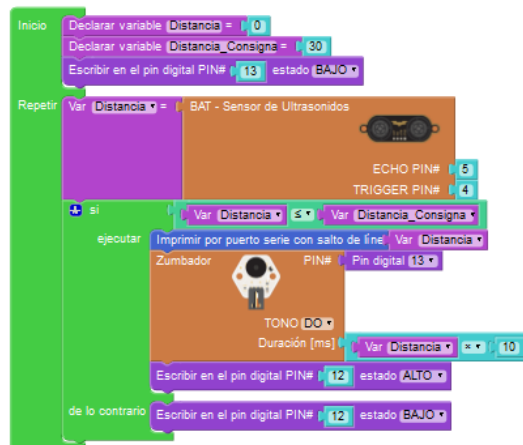 Inicio Declarar variable Distancia = 0
Declarar variable Distancia_Consigna = 30
Escribir en el pin digital PIN# 13 estado BAJO
Repetir Var Distancia = BAT - Sensor de Ultrasonidos
ECHO PIN# 5
TRIGGER PIN# 4
si Var Distancia ≤ Var Distancia_Consigna
ejecutar Imprimir por puerto serie con salto de line Var Distancia
Zumbador PIN# Pin digital 13
TONO DO
Duración [ms] Var Distancia × 10
Escribir en el pin digital PIN# 12 estado ALTO
de lo contrario Escribir en el pin digital PIN# 12 estado BAJO